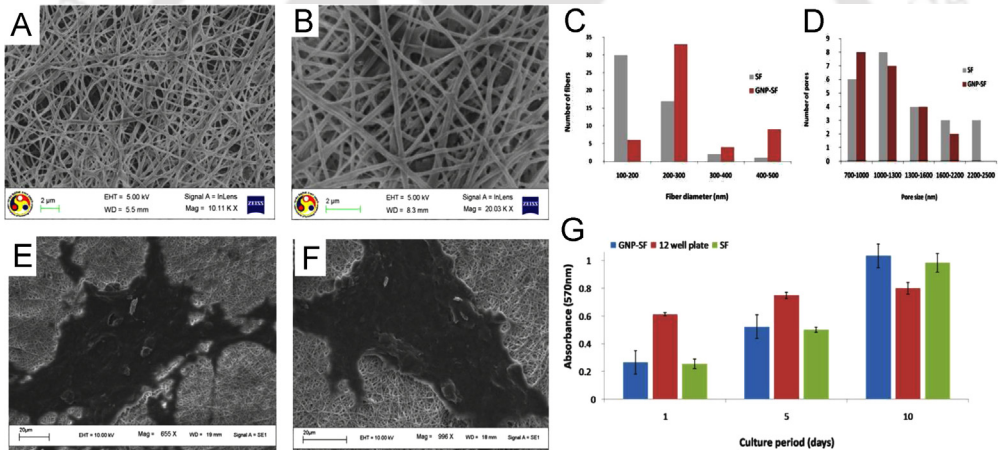 A
2 µm
EHT = 5.00 kV
WD = 5.5 mm
Signal A = InLens
Mag = 10.11 K X
ZEISS
B
2 µm
EHT = 5.00 kV
WD = 8.3 mm
Signal A = InLens
Mag = 20.03 K X
ZEISS
C
Number of fibers
35
30
25
20
15
10
5
0
SF
GNP-SF
100-200
200-300
300-400
400-500
Fiber diameter (nm)
D
Number of pores
9
8
7
6
5
4
3
2
1
0
SF
GNP-SF
700-1000
1000-1300
1300-1600
1600-2200
2200-2500
Pore size (nm)
E
20µm
EHT = 10.00 kV
Mag = 655 X
WD = 19 mm
Signal A = SE1
F
20µm
EHT = 10.00 kV
Mag = 996 X
WD = 18 mm
Signal A = SE1
G
GNP-SF
12 well plate
SF
Absorbance (570nm)
1
0.8
0.6
0.4
0.2
0
1
5
10
Culture period (days)